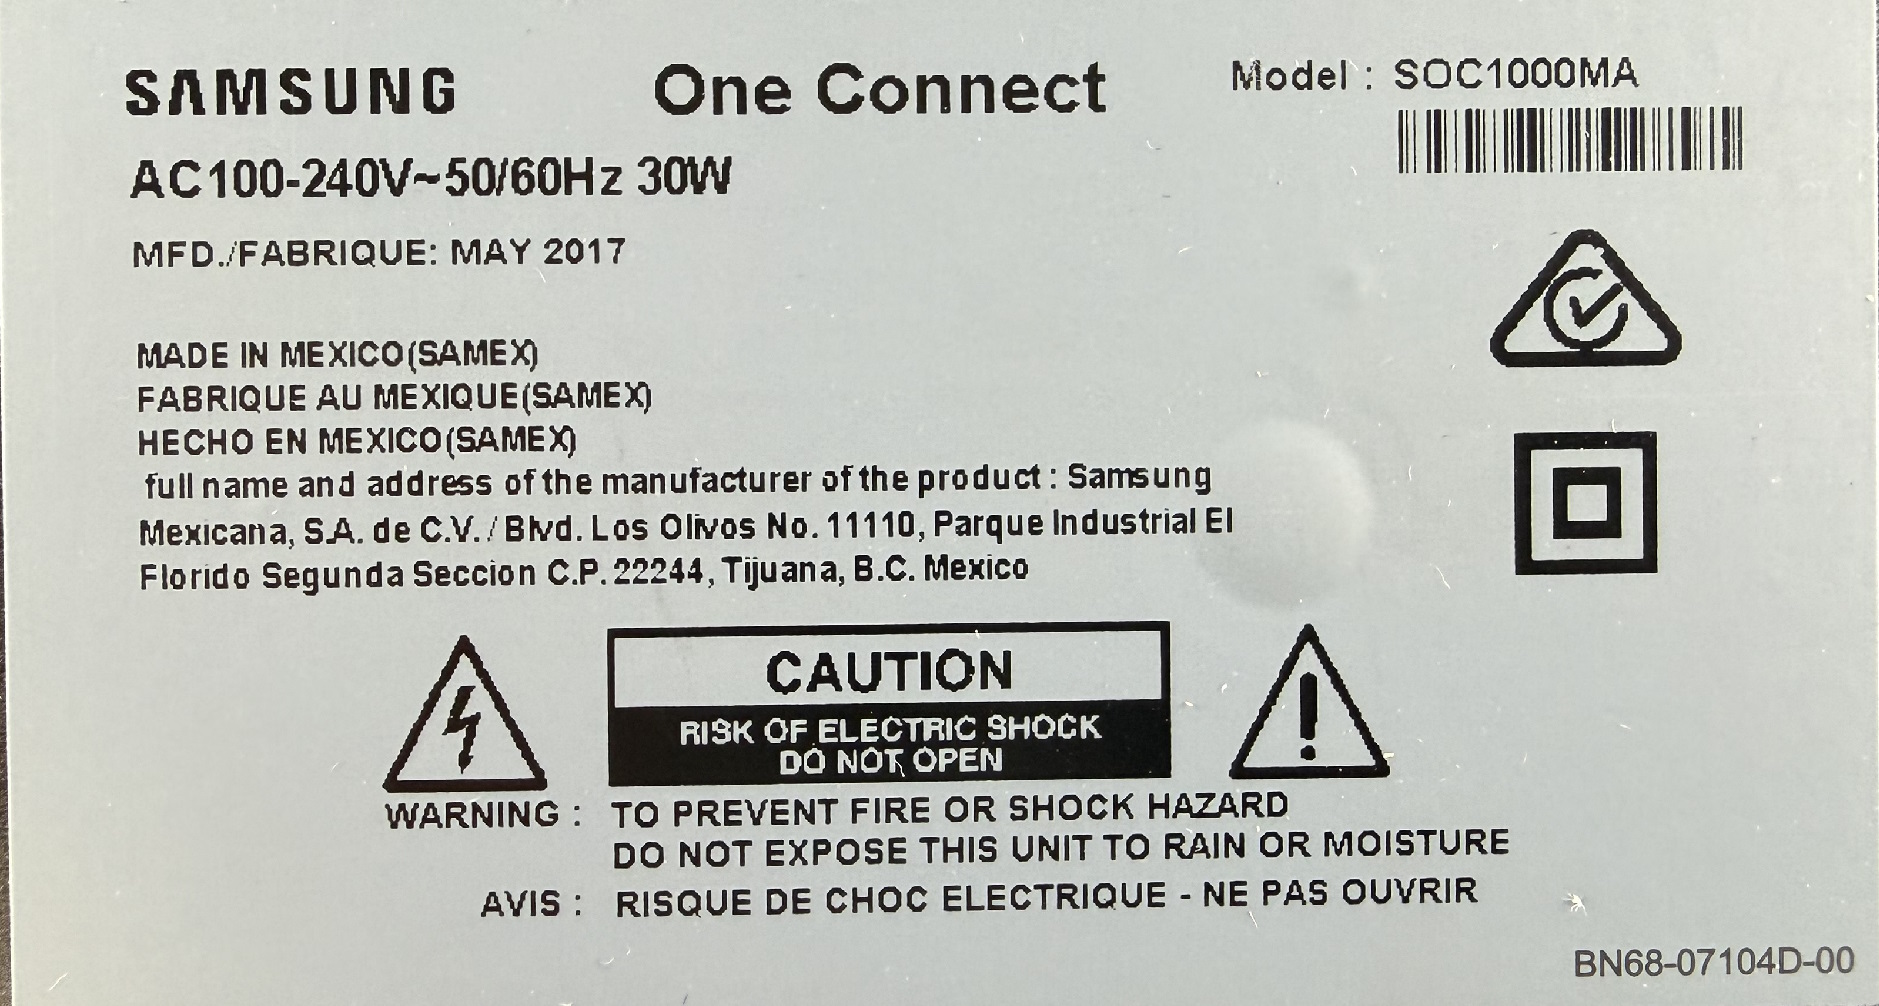 SAMSUNG One Connect Model : SOC1000MA
AC100-240V~50/60Hz 30W
MFD./FABRIQUE: MAY 2017
MADE IN MEXICO(SAMEX)
FABRIQUE AU MEXIQUE(SAMEX)
HECHO EN MEXICO(SAMEX)
full name and address of the manufacturer of the product : Samsung
Mexicana, S.A. de C.V. / Blvd. Los Olivos No. 11110, Parque Industrial El
Florido Segunda Seccion C.P. 22244, Tijuana, B.C. Mexico
CAUTION
RISK OF ELECTRIC SHOCK
DO NOT OPEN
WARNING : TO PREVENT FIRE OR SHOCK HAZARD
DO NOT EXPOSE THIS UNIT TO RAIN OR MOISTURE
AVIS : RISQUE DE CHOC ELECTRIQUE - NE PAS OUVRIR
BN68-07104D-00